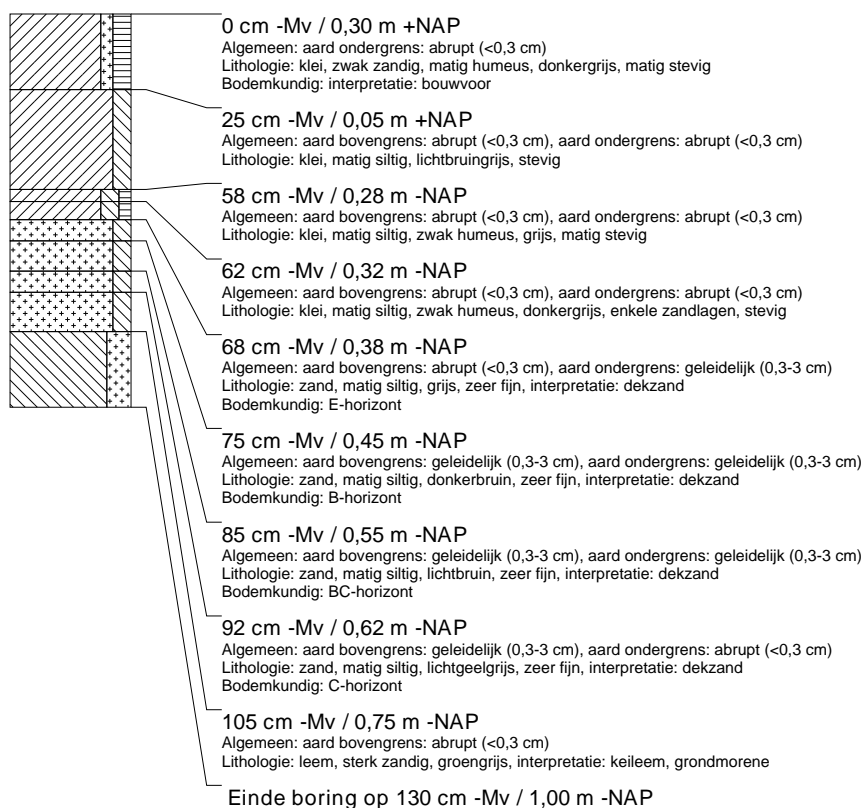 0 cm -Mv / 0,30 m +NAP
Algemeen: aard ondergrens: abrupt (<0,3 cm)
Lithologie: klei, zwak zandig, matig humeus, donkergrijs, matig stevig
Bodemkundig: interpretatie: bouwvoor
25 cm -Mv / 0,05 m +NAP
Algemeen: aard bovengrens: abrupt (<0,3 cm), aard ondergrens: abrupt (<0,3 cm)
Lithologie: klei, matig siltig, lichtbruingrijs, stevig
58 cm -Mv / 0,28 m -NAP
Algemeen: aard bovengrens: abrupt (<0,3 cm), aard ondergrens: abrupt (<0,3 cm)
Lithologie: klei, matig siltig, zwak humeus, grijs, matig stevig
62 cm -Mv / 0,32 m -NAP
Algemeen: aard bovengrens: abrupt (<0,3 cm), aard ondergrens: abrupt (<0,3 cm)
Lithologie: klei, matig siltig, zwak humeus, donkergrijs, enkele zandlagen, stevig
68 cm -Mv / 0,38 m -NAP
Algemeen: aard bovengrens: abrupt (<0,3 cm), aard ondergrens: geleidelijk (0,3-3 cm)
Lithologie: zand, matig siltig, grijs, zeer fijn, interpretatie: dekzand
Bodemkundig: E-horizont
75 cm -Mv / 0,45 m -NAP
Algemeen: aard bovengrens: geleidelijk (0,3-3 cm), aard ondergrens: geleidelijk (0,3-3 cm)
Lithologie: zand, matig siltig, donkerbruin, zeer fijn, interpretatie: dekzand
Bodemkundig: B-horizont
85 cm -Mv / 0,55 m -NAP
Algemeen: aard bovengrens: geleidelijk (0,3-3 cm), aard ondergrens: geleidelijk (0,3-3 cm)
Lithologie: zand, matig siltig, lichtbruin, zeer fijn, interpretatie: dekzand
Bodemkundig: BC-horizont
92 cm -Mv / 0,62 m -NAP
Algemeen: aard bovengrens: geleidelijk (0,3-3 cm), aard ondergrens: abrupt (<0,3 cm)
Lithologie: zand, matig siltig, lichtgeelgrijs, zeer fijn, interpretatie: dekzand
Bodemkundig: C-horizont
105 cm -Mv / 0,75 m -NAP
Algemeen: aard bovengrens: abrupt (<0,3 cm)
Lithologie: leem, sterk zandig, groengrijs, interpretatie: keileem, grondmorene
Einde boring op 130 cm -Mv / 1,00 m -NAP